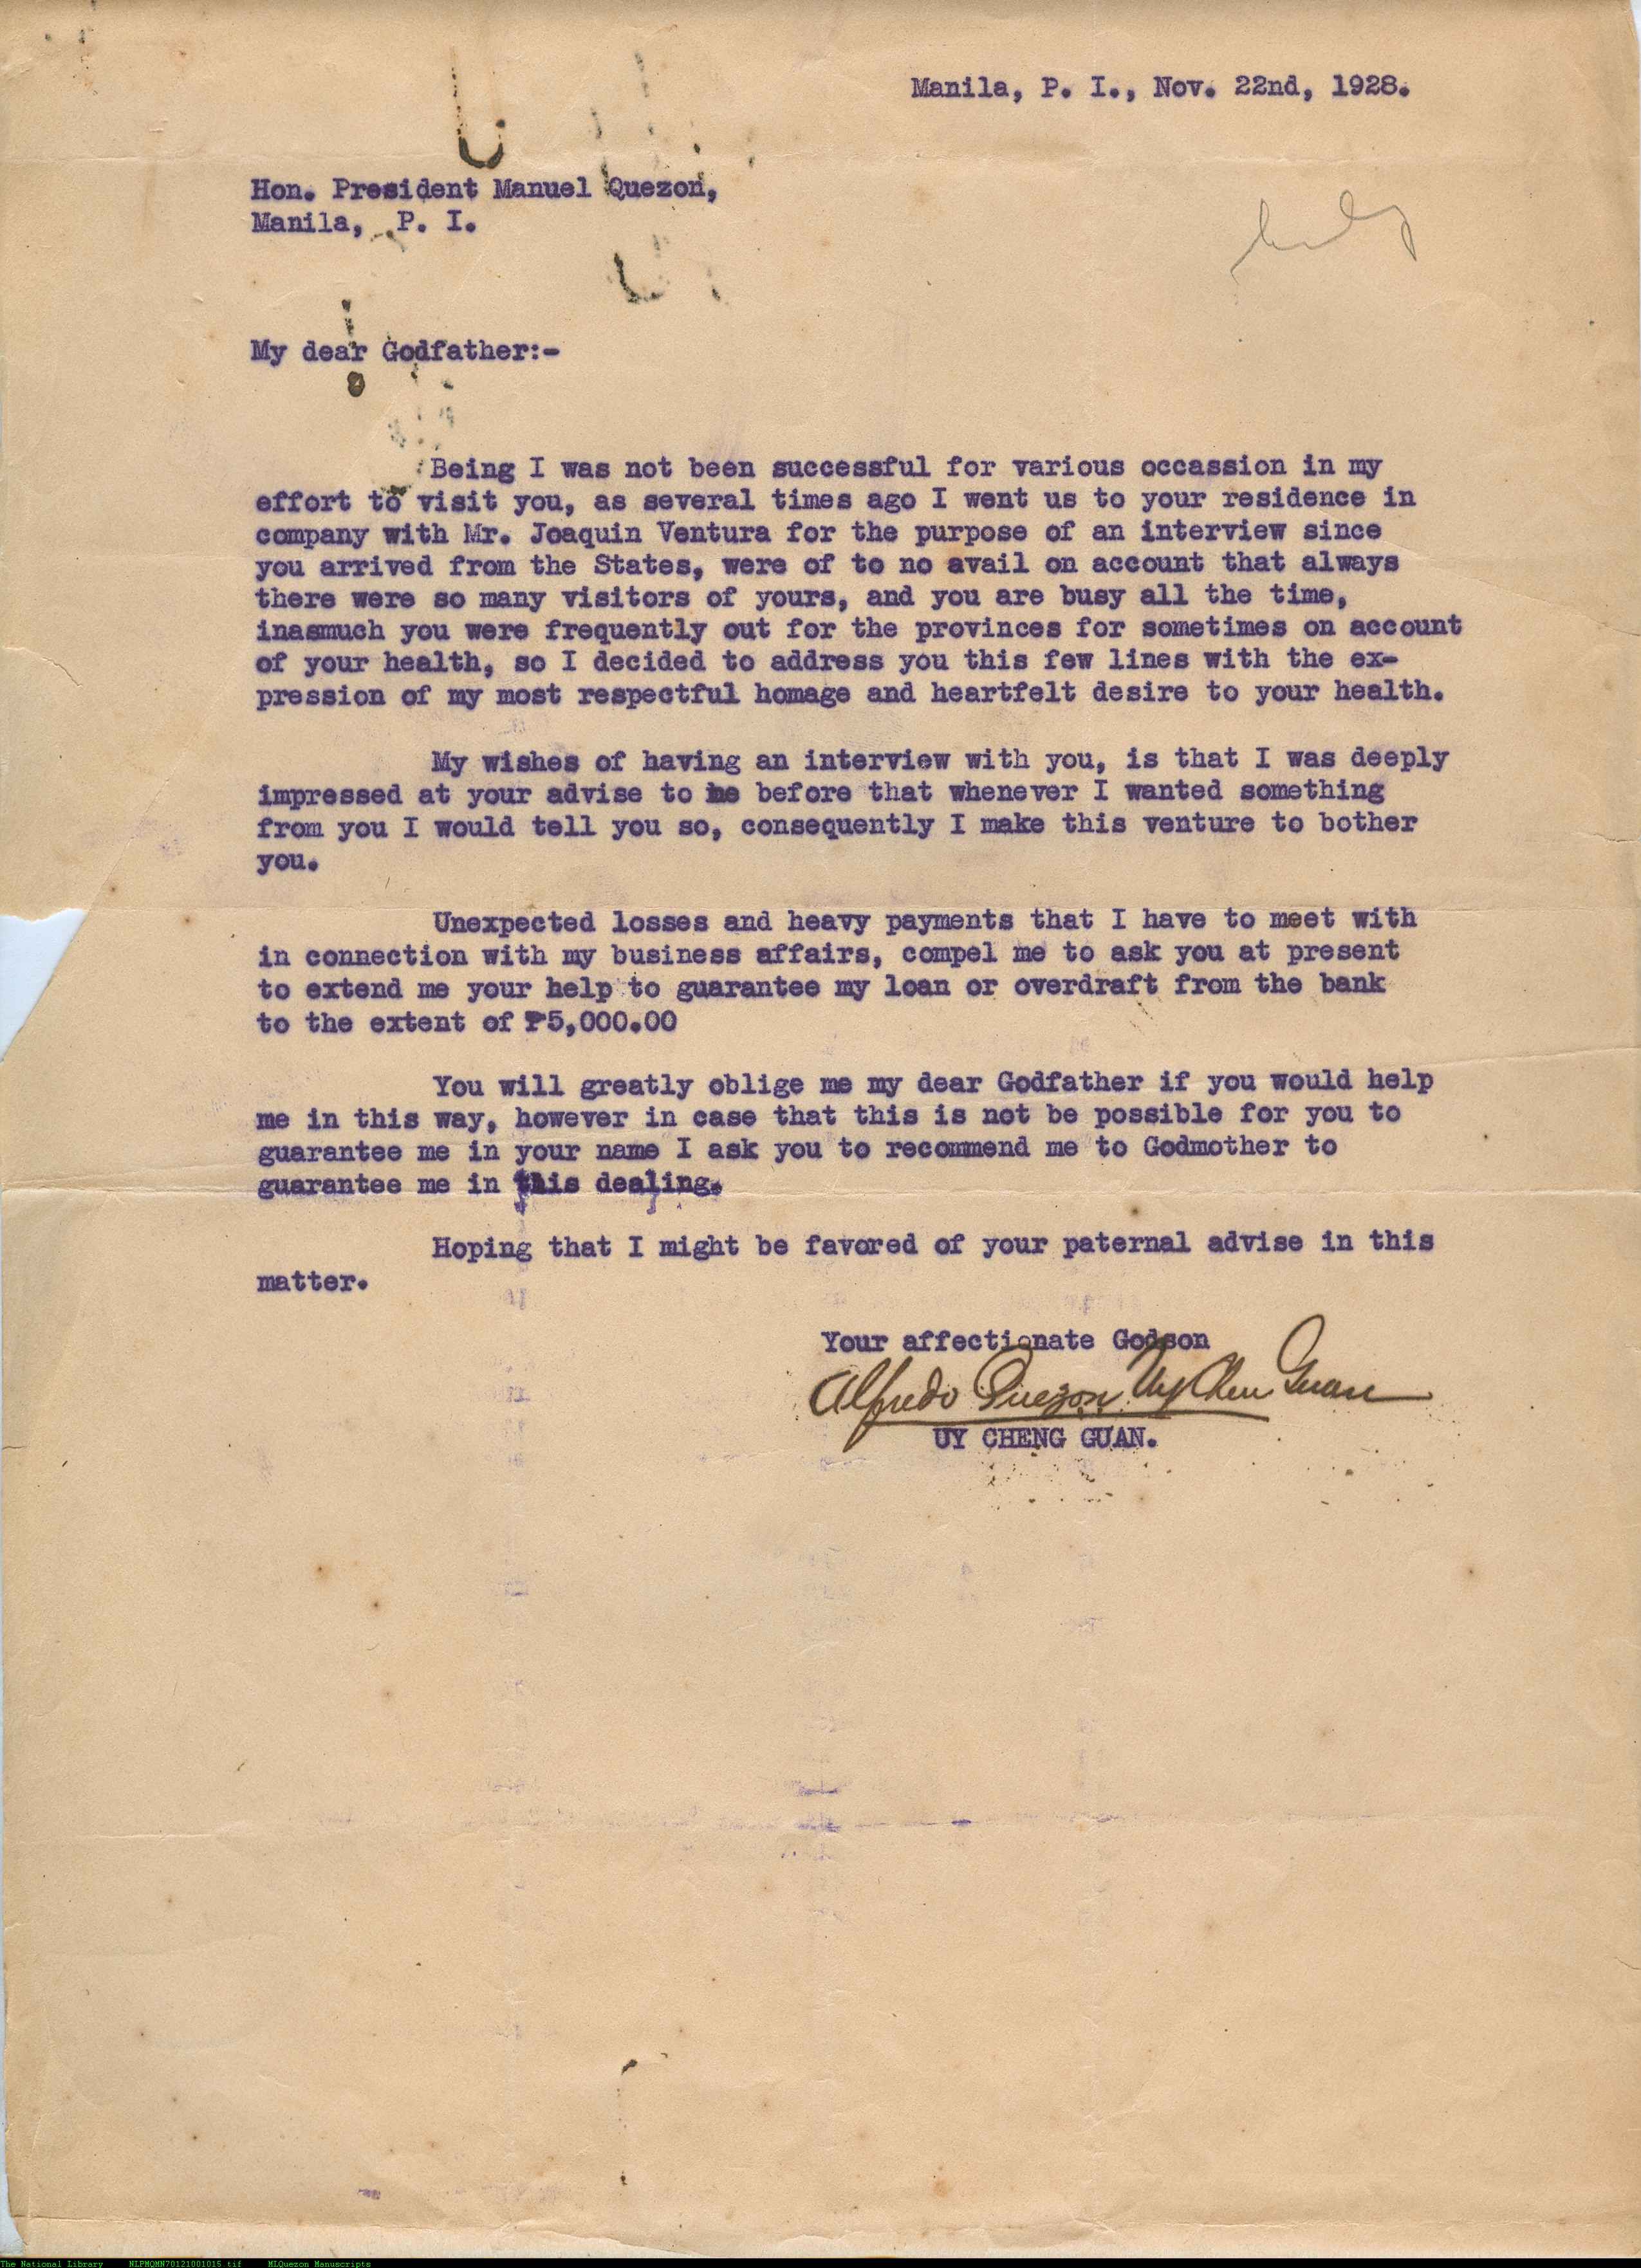 Manila, P. I., Nov. 22nd, 1928.
Hon. President Manuel Quezon,
Manila, P. I.
My dear Godfather:-
Being I was not been successful for various occassion in my
effort to visit you, as several times ago I went us to your residence in
company with Mr. Joaquin Ventura for the purpose of an interview since
you arrived from the States, were of to no avail on account that always
there were so many visitors of yours, and you are busy all the time,
inasmuch you were frequently out for the provinces for sometimes on account
of your health, so I decided to address you this few lines with the ex-
pression of my most respectful homage and heartfelt desire to your health.
My wishes of having an interview with you, is that I was deeply
impressed at your advise to me before that whenever I wanted something
from you I would tell you so, consequently I make this venture to bother
you.
Unexpected losses and heavy payments that I have to meet with
in connection with my business affairs, compel me to ask you at present
to extend me your help to guarantee my loan or overdraft from the bank
to the extent of ₱5,000.00
You will greatly oblige me my dear Godfather if you would help
me in this way, however in case that this is not be possible for you to
guarantee me in your name I ask you to recommend me to Godmother to
guarantee me in this dealing.
Hoping that I might be favored of your paternal advise in this
matter.
Your affectionate Godson
Alfredo Quezon Uy Chen Guan
UY CHENG GUAN.
The National Library NLPMQMN70121001015.tif MLQuezon Manuscripts